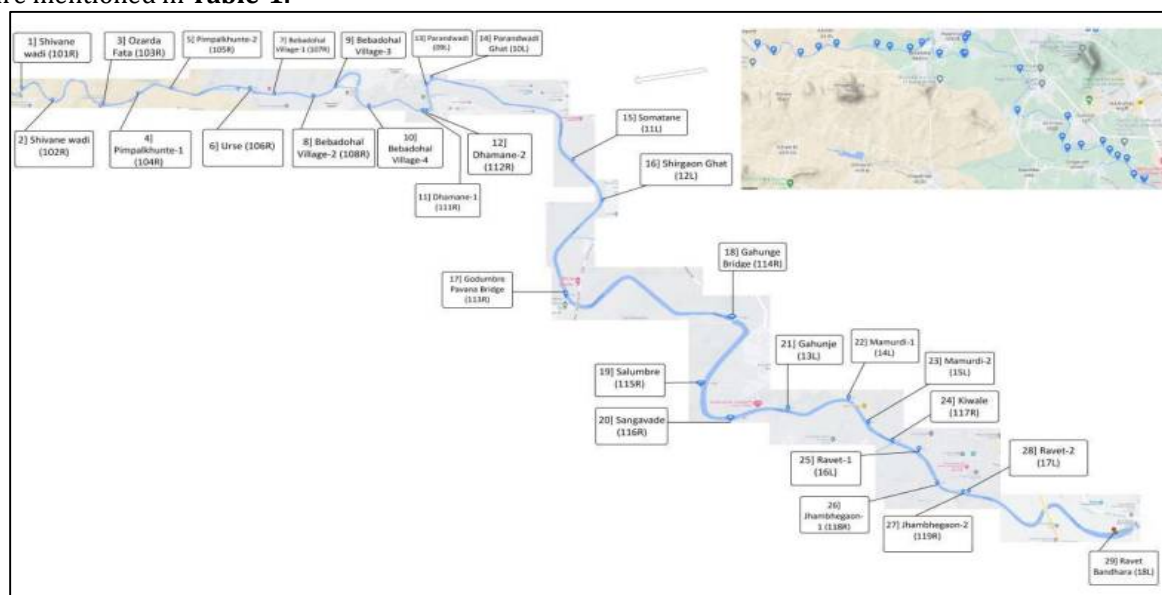 are mentioned in Table-1.
1] Shivane
wadi (101R)
2] Shivane wadi
(102R)
3] Ozarda
Fata (103R)
4]
Pimpalkhunte-1
(104R)
5] Pimpalkhunte-2
(105R)
6] Urse (106R)
7] Bebadohal
Village-1 (107R)
8] Bebadohal
Village-2 (108R)
9] Bebadohal
Village-3
10]
Bebadohal
Village-4
11] Dhamane-1
(111R)
12]
Dhamane-2
(112R)
13] Parandwadi
(09L)
14] Parandwadi
Ghat (10L)
15] Somatane
(11L)
16] Shirgaon Ghat
(12L)
17] Godumbre
Pavana Bridge
(113R)
18] Gahunge
Bridge (114R)
19] Salumbre
(115R)
20] Sangavade
(116R)
21] Gahunje
(13L)
22] Mamurdi-1
(14L)
23] Mamurdi-2
(15L)
24] Kiwale
(117R)
25] Ravet-1
(16L)
26]
Jhambhegaon-
1 (118R)
27] Jhambhegaon-2
(119R)
28] Ravet-2
(17L)
29] Ravet
Bandhara (18L)